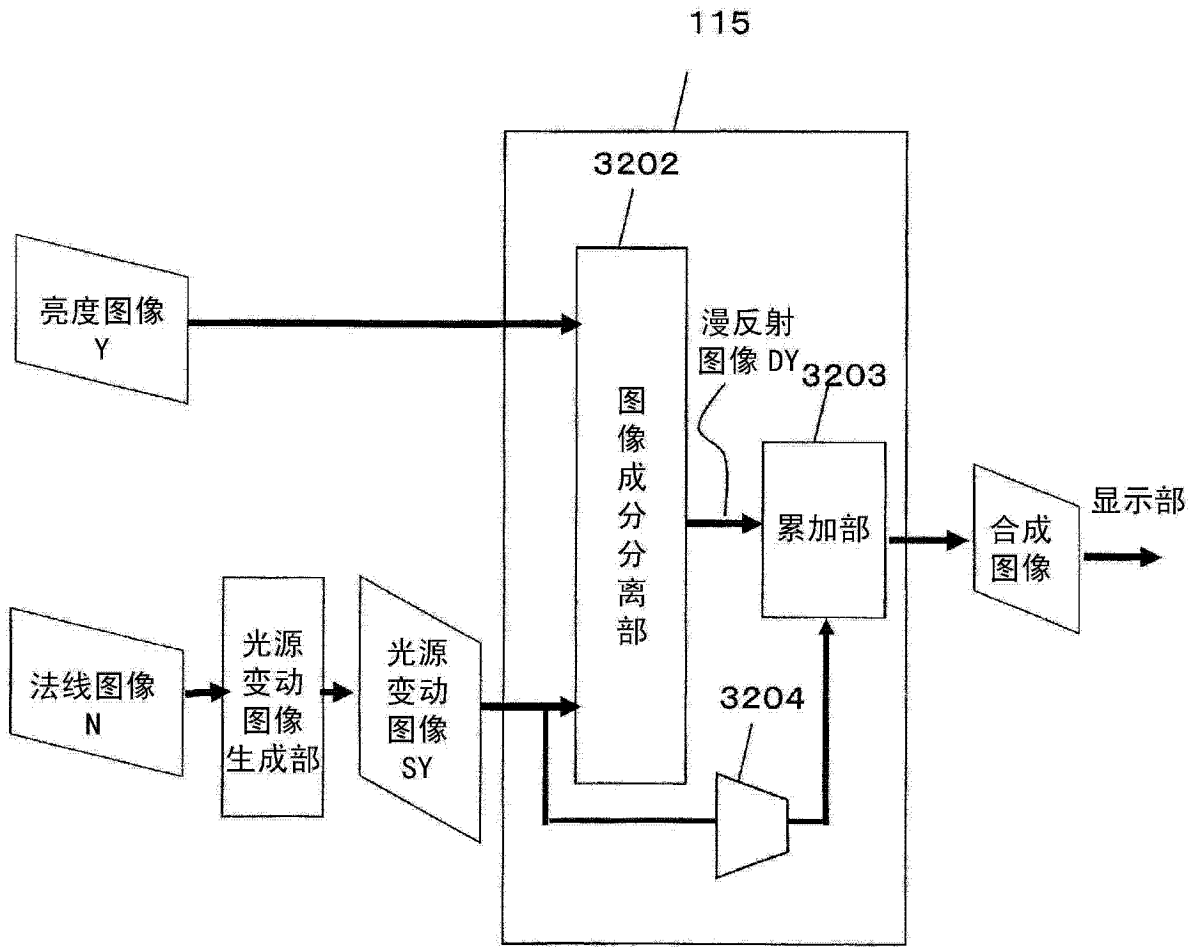 115
3202
亮度图像
Y
漫反射
图像 DY
3203
图
像
成
分
分
离
部
累加部
合成
图像
显示部
法线图像
N
光源
变动
图像
生成部
光源
变动
图像
SY
3204